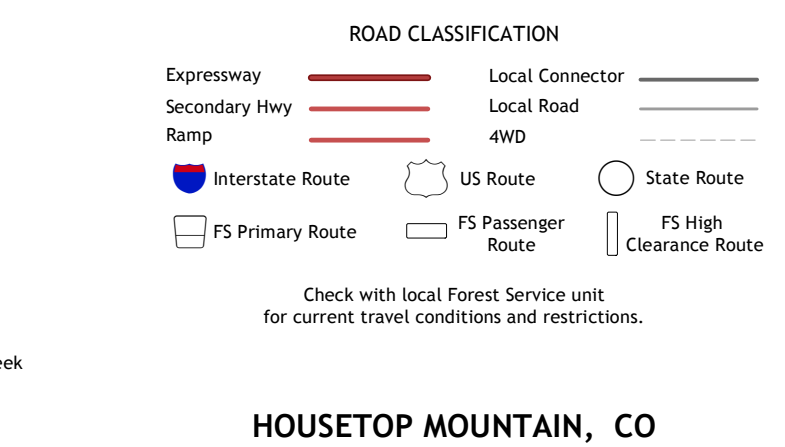 ROAD CLASSIFICATION
Expressway
Local Connector
Secondary Hwy
Local Road
Ramp
4WD
Interstate Route
US Route
State Route
FS Primary Route
FS Passenger
Route
FS High
Clearance Route
Check with local Forest Service unit
for current travel conditions and restrictions.
eek
HOUSETOP MOUNTAIN, CO